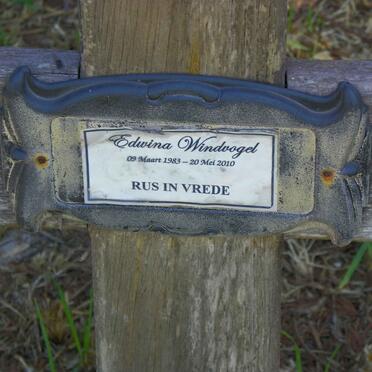 Edwina Windvogel
09 Maart 1983 – 20 Mei 2010
RUS IN VREDE